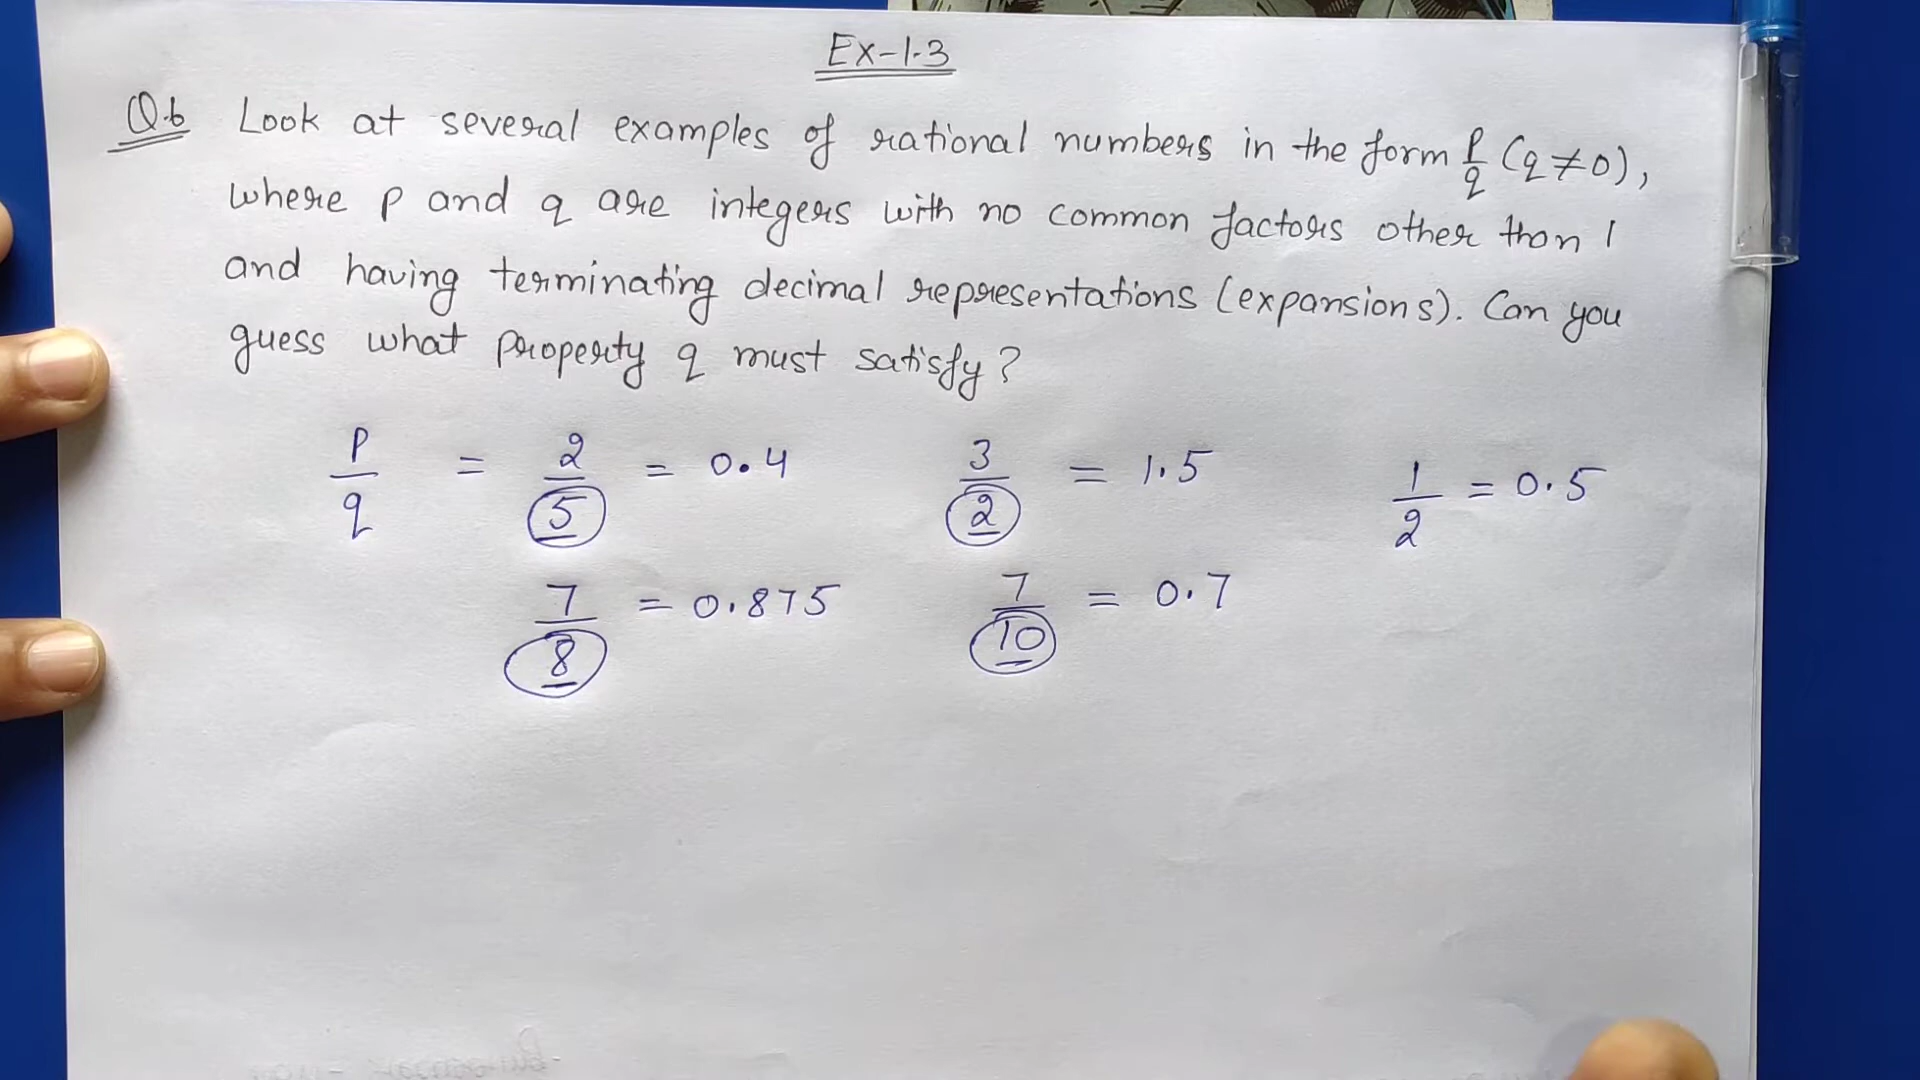 Ex-1.3
Q.6 Look at several examples of rational numbers in the form p/q (q≠0),
where p and q are integers with no common factors other than 1
and having terminating decimal representations (expansions). Can you
guess what property q must satisfy?
p/q = 2/5 = 0.4 3/2 = 1.5 1/2 = 0.5
7/8 = 0.875 7/10 = 0.7